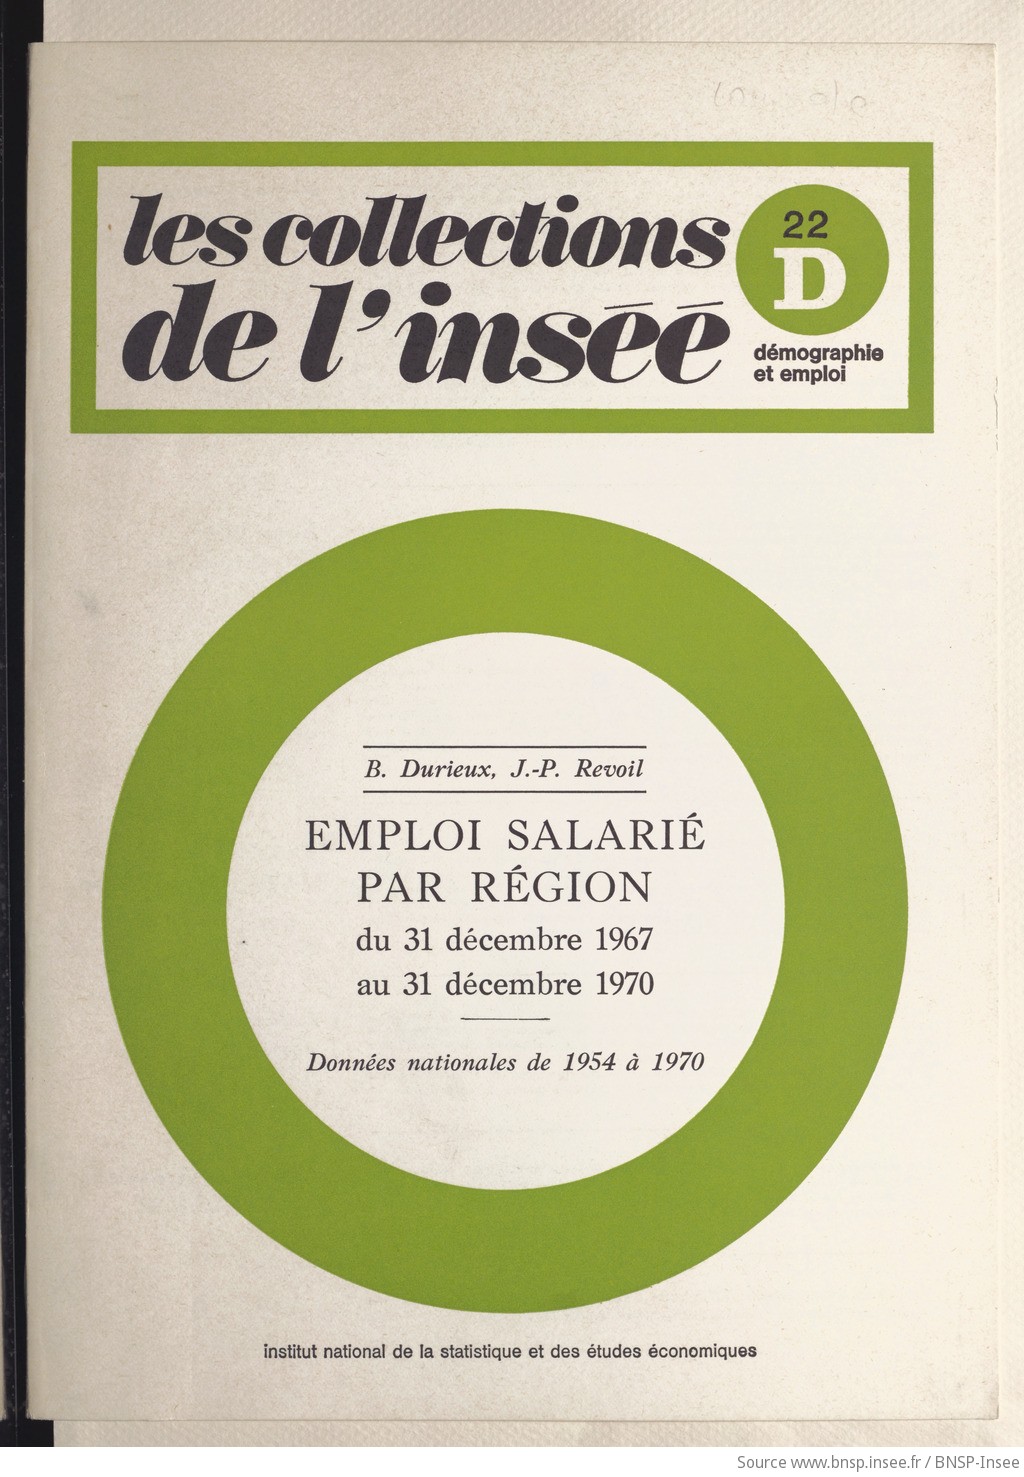 les collections
de l'inséé
22
D
démographie
et emploi
B. Durieux, J.-P. Revoil
EMPLOI SALARIÉ
PAR RÉGION
du 31 décembre 1967
au 31 décembre 1970
Données nationales de 1954 à 1970
institut national de la statistique et des études économiques
Source www.bnsp.insee.fr / BNSP-Insee